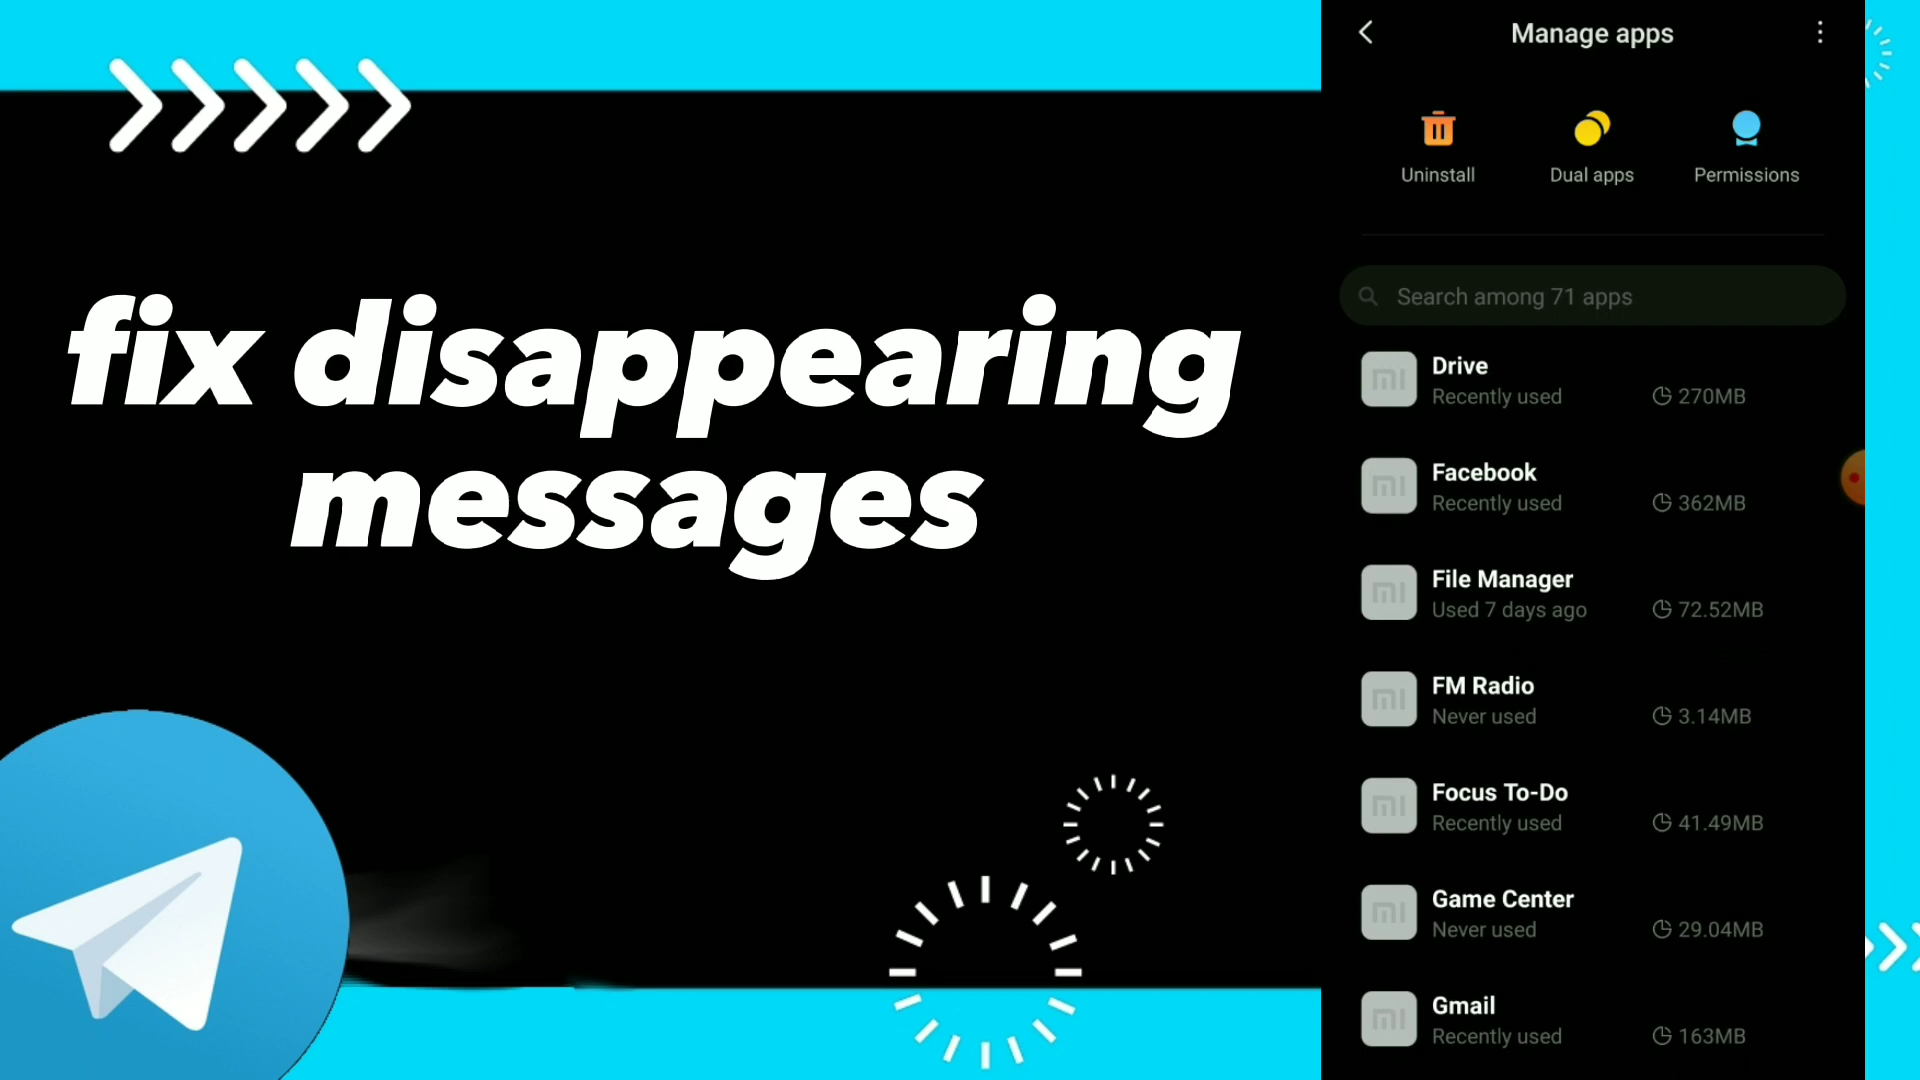 fix disappearing
messages
Manage apps
Uninstall
Dual apps
Permissions
Search among 71 apps
Drive
Recently used
270MB
Facebook
Recently used
362MB
File Manager
Used 7 days ago
72.52MB
FM Radio
Never used
3.14MB
Focus To-Do
Recently used
41.49MB
Game Center
Never used
29.04MB
Gmail
Recently used
163MB